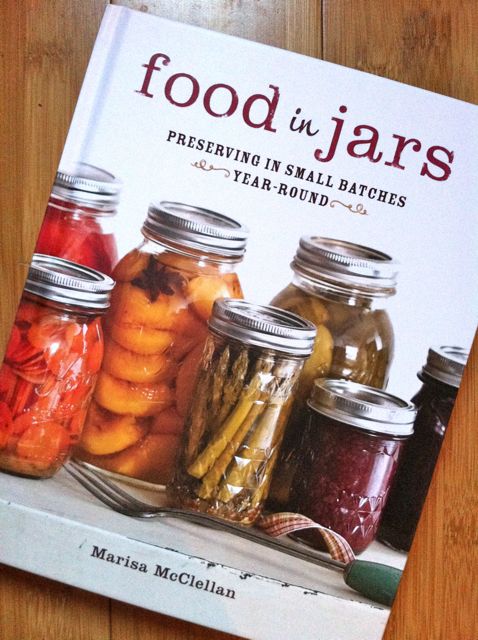 food in jars
PRESERVING IN SMALL BATCHES
YEAR-ROUND
Marisa McClellan